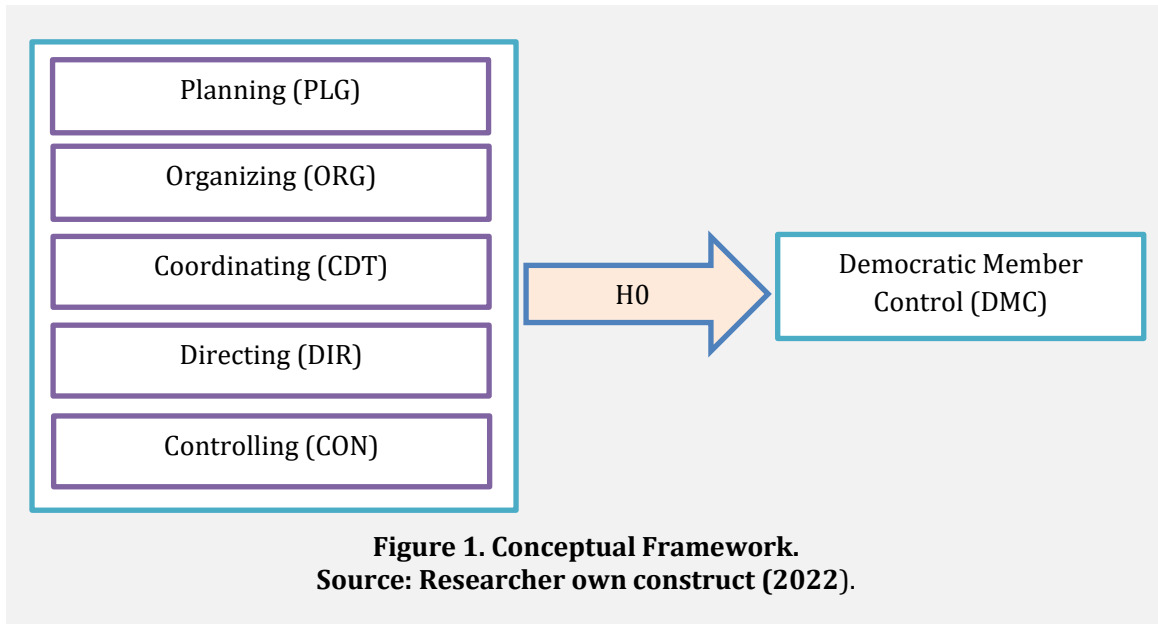 Planning (PLG)
Organizing (ORG)
Coordinating (CDT)
Directing (DIR)
Controlling (CON)
H0
Democratic Member
Control (DMC)
Figure 1. Conceptual Framework.
Source: Researcher own construct (2022).